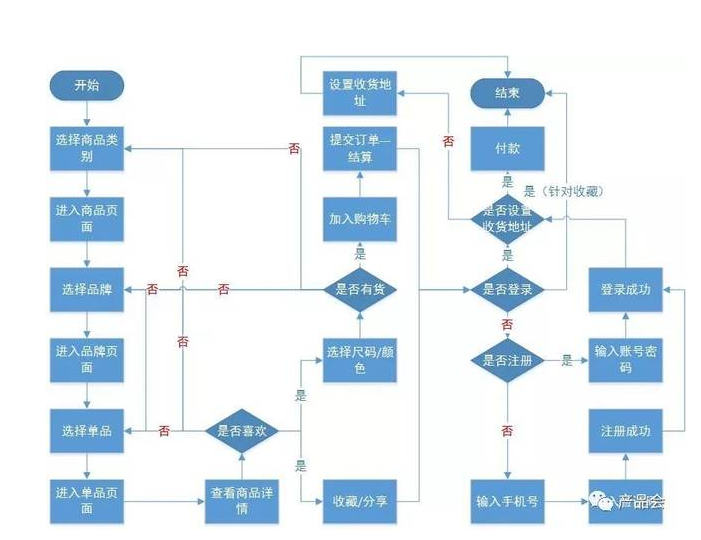 开始
选择商品类
别
进入商品页
面
选择品牌
进入品牌页
面
选择单品
进入单品页
面
查看商品详
情
是否喜欢
否
否
否
否
否
否
是
是
收藏/分享
选择尺码/颜
色
是否有货
是
加入购物车
提交订单—
结算
设置收货地
址
否
结束
付款
是
是（针对收藏）
是否设置
收货地址
是
是否登录
否
是否注册
是
否
输入手机号
输入账号密
码
登录成功
注册成功
产品会